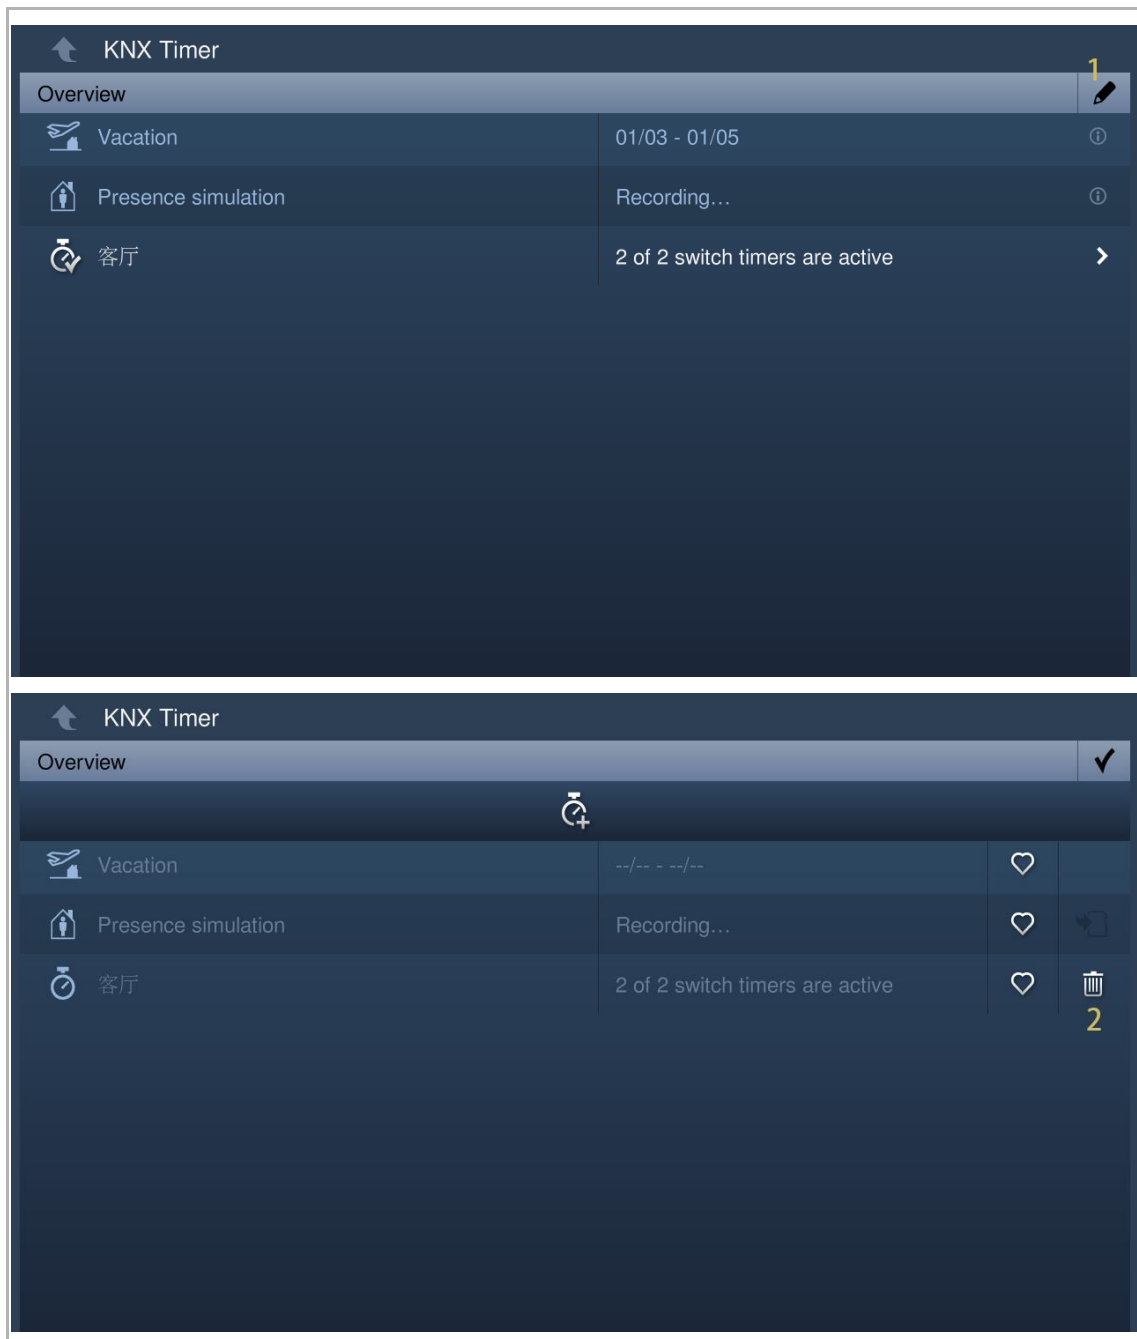 KNX Timer
1
Overview
Vacation 01/03 - 01/05
Presence simulation Recording...
客厅 2 of 2 switch timers are active
KNX Timer
Overview
Vacation --/-- - --/--
Presence simulation Recording...
客厅 2 of 2 switch timers are active
2